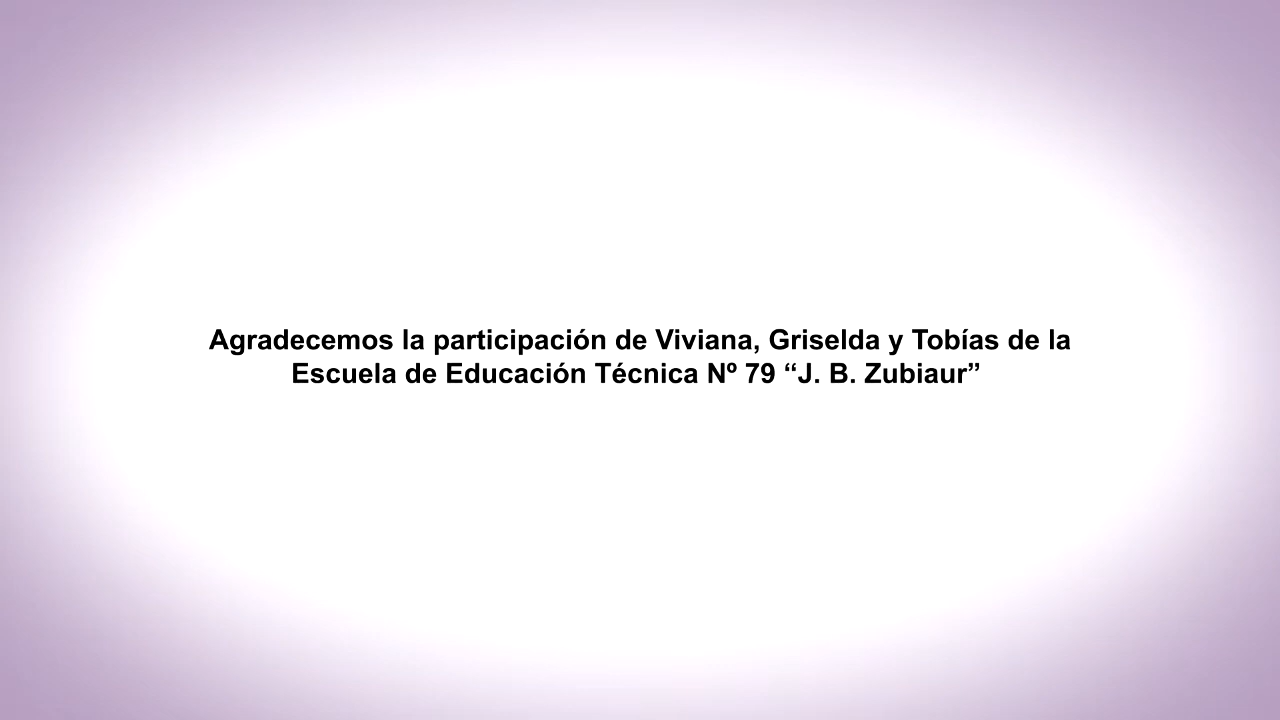 Agradecemos la participación de Viviana, Griselda y Tobías de la
Escuela de Educación Técnica Nº 79 “J. B. Zubiaur”